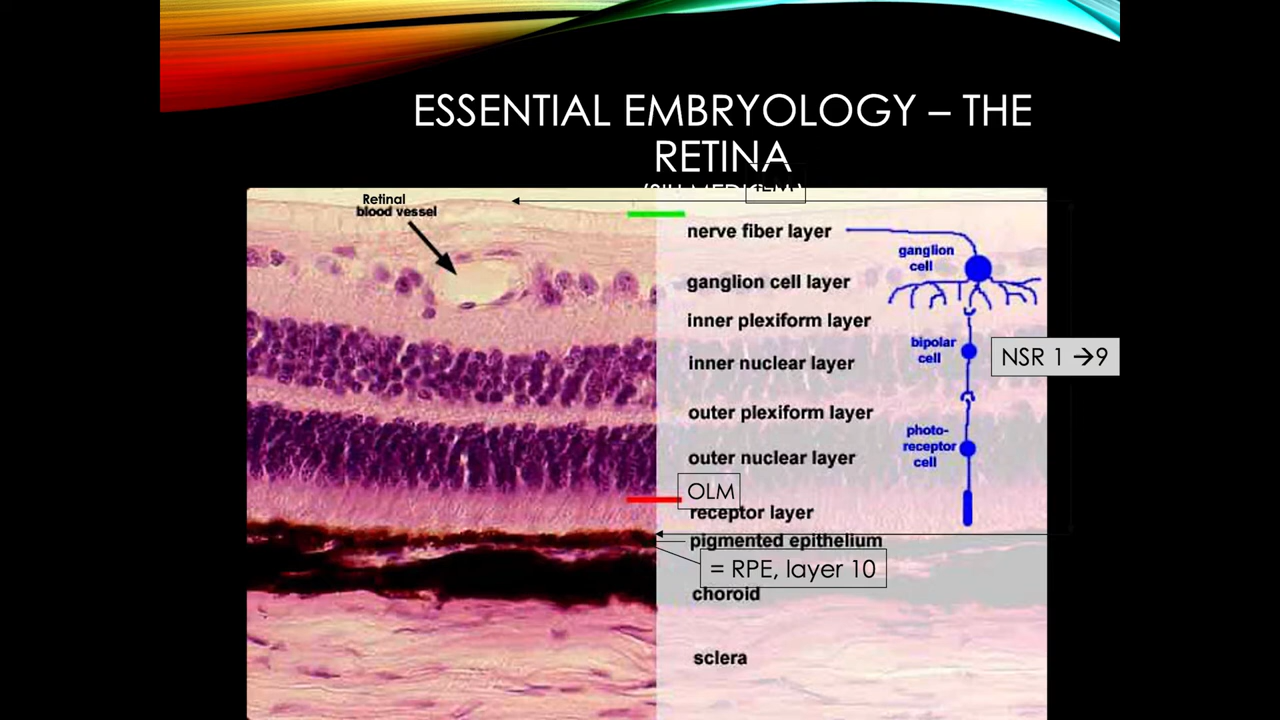 ESSENTIAL EMBRYOLOGY – THE
RETINA
Retinal
blood vessel
nerve fiber layer
ganglion
cell
ganglion cell layer
inner plexiform layer
bipolar
cell
NSR 1 →9
inner nuclear layer
outer plexiform layer
photo-
receptor
cell
outer nuclear layer
OLM
receptor layer
pigmented epithelium
= RPE, layer 10
choroid
sclera